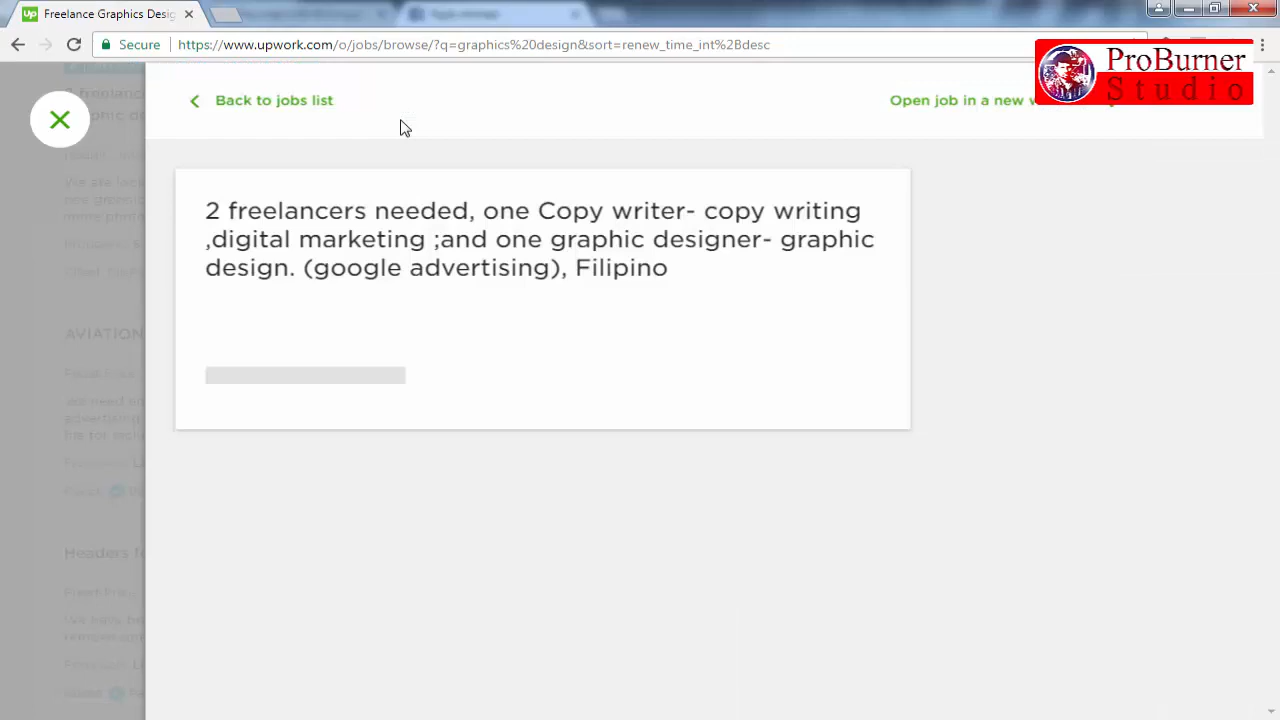 Freelance Graphics Desig
Secure
https://www.upwork.com/o/jobs/browse/?q=graphics%20design&sort=renew_time_int%2Bdesc
ProBurner
Studio
Back to jobs list
Open job in a new
2 freelancers needed, one Copy writer- copy writing
,digital marketing ;and one graphic designer- graphic
design. (google advertising), Filipino
AVIATION
Headers